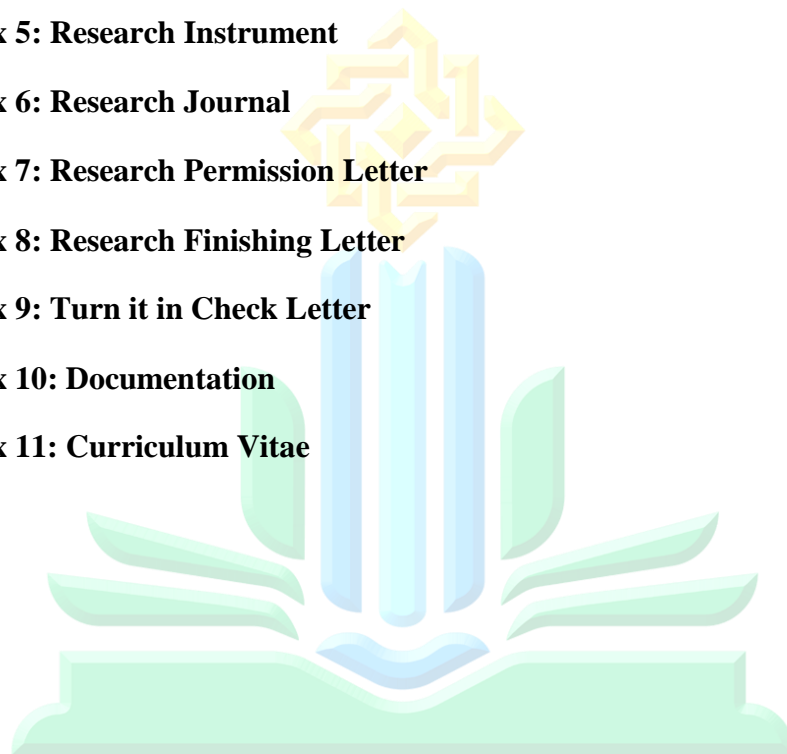 x 5: Research Instrument
x 6: Research Journal
x 7: Research Permission Letter
x 8: Research Finishing Letter
x 9: Turn it in Check Letter
x 10: Documentation
x 11: Curriculum Vitae